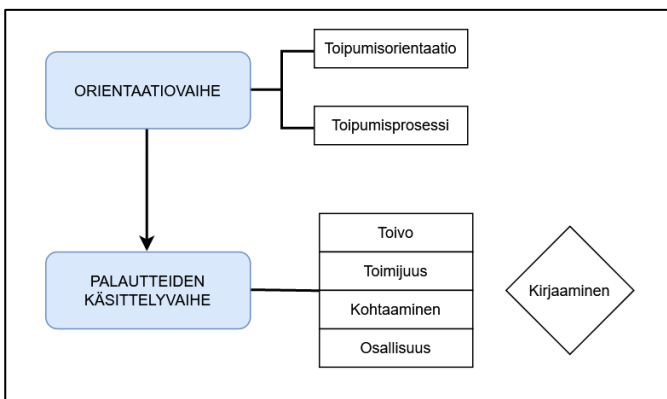 Toipumisorientaatio
ORIENTAATIOVAIHE
Toipumisprosessi
Toivo
PALAUTTEIDEN
KÄSITTELYVAIHE
Toimijuus
Kohtaaminen
Osallisuus
Kirjaaminen